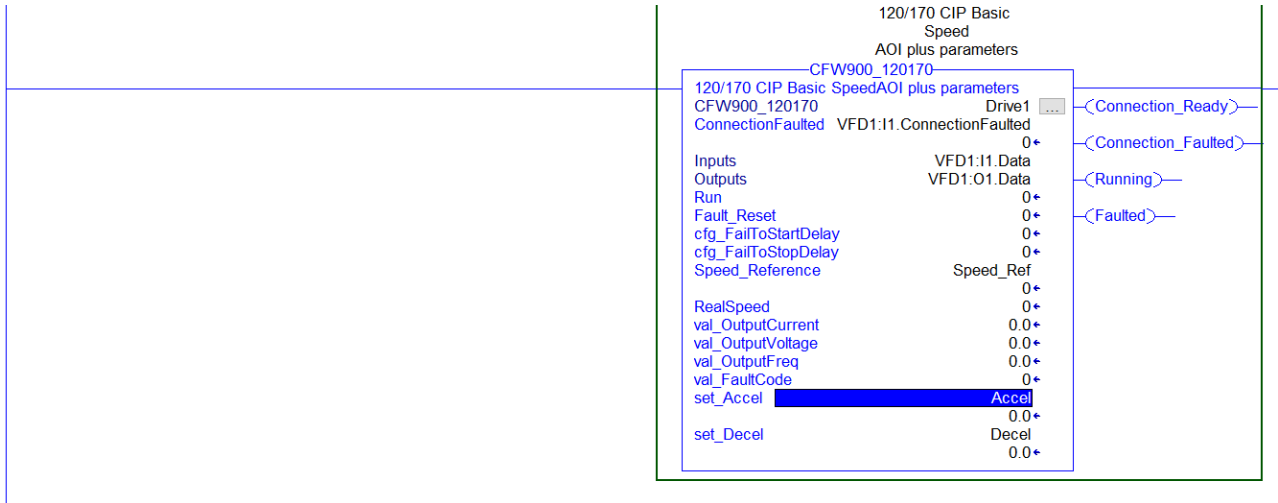 120/170 CIP Basic
Speed
AOI plus parameters
CFW900_120170
120/170 CIP Basic SpeedAOI plus parameters
CFW900_120170 Drive1 ... Connection_Ready
ConnectionFaulted VFD1:I1.ConnectionFaulted
0 Connection_Faulted
Inputs VFD1:I1.Data
Outputs VFD1:O1.Data Running
Run 0
Fault_Reset 0 Faulted
cfg_FailToStartDelay 0
cfg_FailToStopDelay 0
Speed_Reference Speed_Ref
0
RealSpeed 0
val_OutputCurrent 0.0
val_OutputVoltage 0.0
val_OutputFreq 0.0
val_FaultCode 0
set_Accel Accel
0.0
set_Decel Decel
0.0